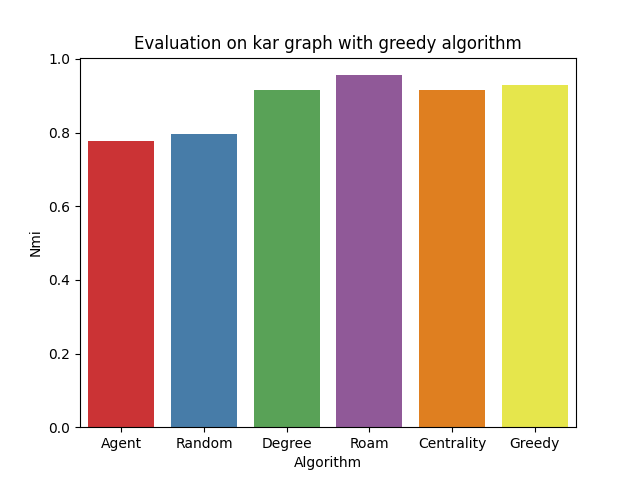 Evaluation on kar graph with greedy algorithm
1.0
0.8
0.6
0.4
0.2
0.0
Nmi
Agent Random Degree Roam Centrality Greedy
Algorithm